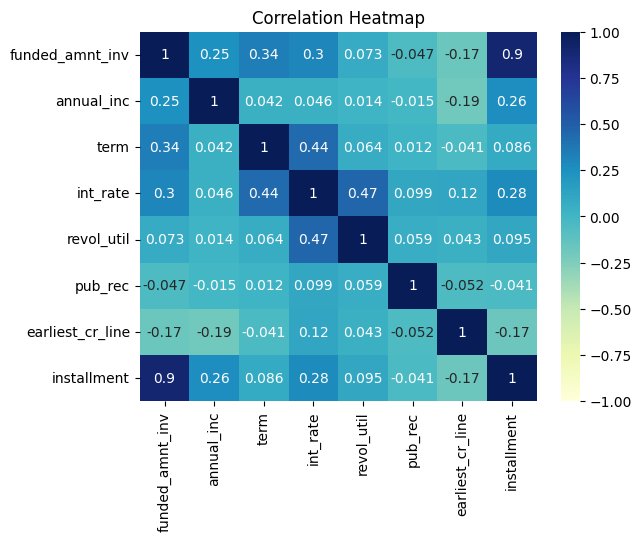 Correlation Heatmap
funded_amnt_inv 1 0.25 0.34 0.3 0.073 -0.047 -0.17 0.9
annual_inc 0.25 1 0.042 0.046 0.014 -0.015 -0.19 0.26
term 0.34 0.042 1 0.44 0.064 0.012 -0.041 0.086
int_rate 0.3 0.046 0.44 1 0.47 0.099 0.12 0.28
revol_util 0.073 0.014 0.064 0.47 1 0.059 0.043 0.095
pub_rec -0.047 -0.015 0.012 0.099 0.059 1 -0.052 -0.041
earliest_cr_line -0.17 -0.19 -0.041 0.12 0.043 -0.052 1 -0.17
installment 0.9 0.26 0.086 0.28 0.095 -0.041 -0.17 1
funded_amnt_inv
annual_inc
term
int_rate
revol_util
pub_rec
earliest_cr_line
installment
1.00
0.75
0.50
0.25
0.00
−0.25
−0.50
−0.75
−1.00